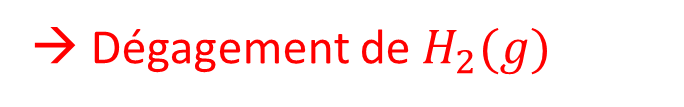 → Dégagement de H₂(g)